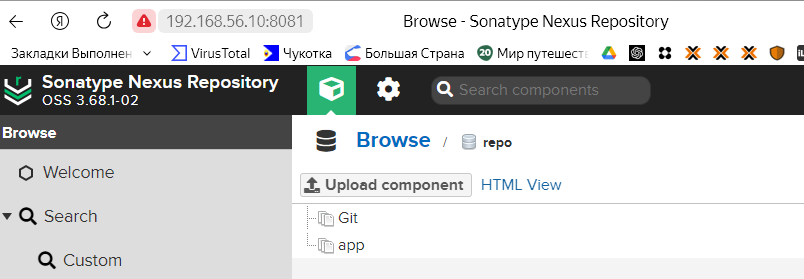 192.168.56.10:8081 Browse - Sonatype Nexus Repository
Закладки Выполнен VirusTotal Чукотка Большая Страна 20 Мир путешест
Sonatype Nexus Repository
OSS 3.68.1-02
Search components
Browse
Browse / repo
Welcome
Upload component HTML View
Search
Git
app
Custom